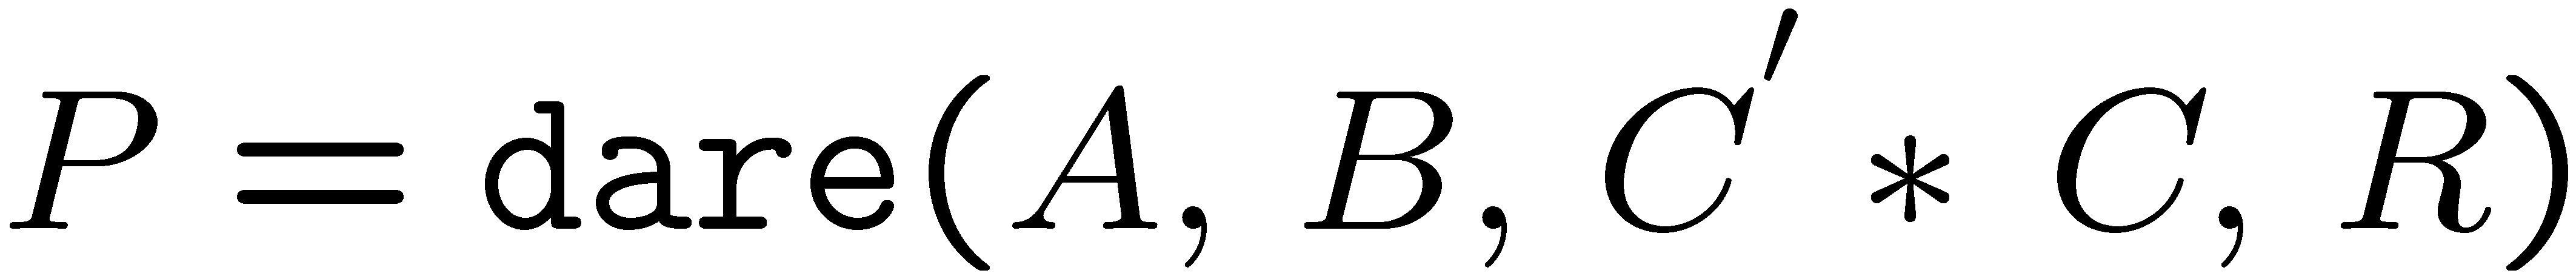 P = dare(A, B, C′ * C, R)